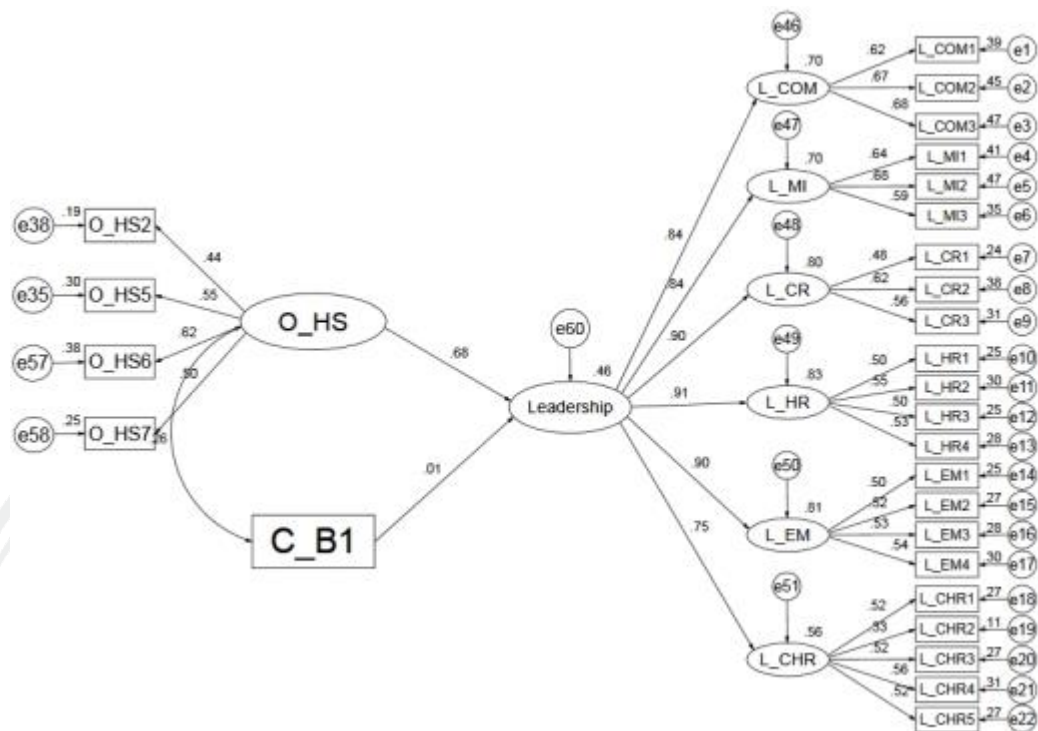 e46
.70
L_COM
.62
.67
.68
L_COM1
.39
e1
L_COM2
.45
e2
L_COM3
.47
e3
e47
.70
L_MI
.64
.68
.59
L_MI1
.41
e4
L_MI2
.47
e5
L_MI3
.35
e6
e48
.80
L_CR
.48
.62
.56
L_CR1
.24
e7
L_CR2
.38
e8
L_CR3
.31
e9
e49
.83
L_HR
.50
.55
.50
.53
L_HR1
.25
e10
L_HR2
.30
e11
L_HR3
.25
e12
L_HR4
.28
e13
e50
.81
L_EM
.50
.52
.53
.54
L_EM1
.25
e14
L_EM2
.27
e15
L_EM3
.28
e16
L_EM4
.30
e17
e51
.56
L_CHR
.52
.33
.52
.56
.52
L_CHR1
.27
e18
L_CHR2
.11
e19
L_CHR3
.27
e20
L_CHR4
.31
e21
L_CHR5
.27
e22
e38
.19
O_HS2
.44
e35
.30
O_HS5
.55
e57
.38
O_HS6
.62
e58
.25
O_HS7
.50
.26
O_HS
C_B1
.68
.01
e60
.46
Leadership
.84
.84
.90
.91
.90
.75